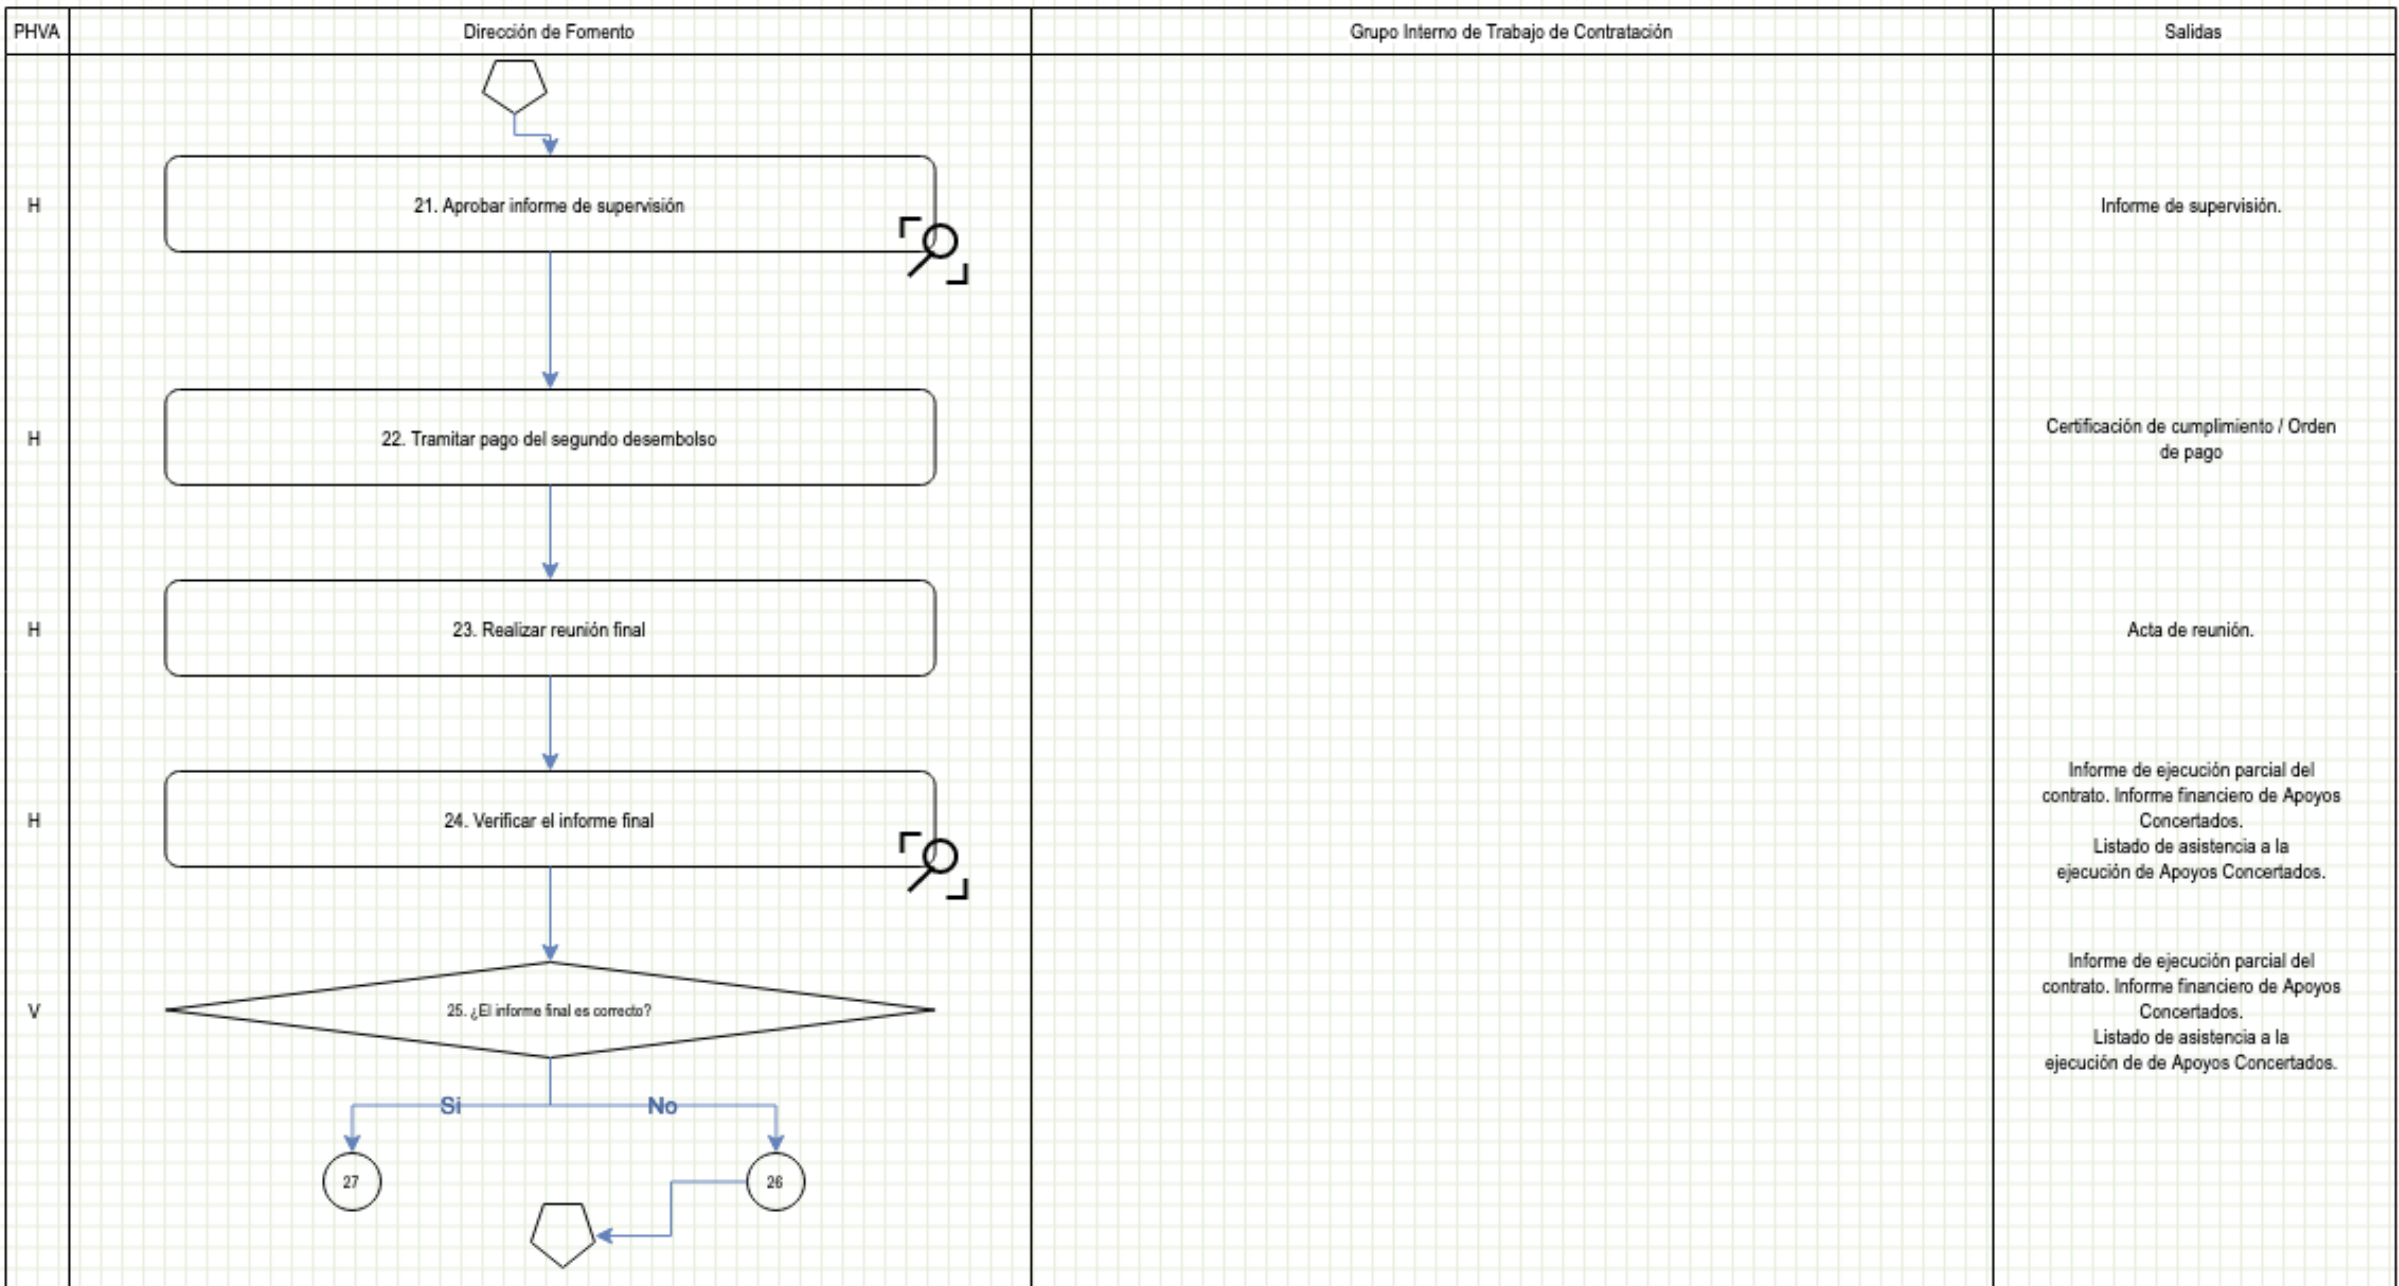 PHVA
Dirección de Fomento
Grupo Interno de Trabajo de Contratación
Salidas
H
21. Aprobar informe de supervisión
Informe de supervisión.
H
22. Tramitar pago del segundo desembolso
Certificación de cumplimiento / Orden
de pago
H
23. Realizar reunión final
Acta de reunión.
H
24. Verificar el informe final
Informe de ejecución parcial del
contrato. Informe financiero de Apoyos
Concertados.
Listado de asistencia a la
ejecución de Apoyos Concertados.
V
25. ¿El informe final es correcto?
Informe de ejecución parcial del
contrato. Informe financiero de Apoyos
Concertados.
Listado de asistencia a la
ejecución de de Apoyos Concertados.
Si
No
27
26